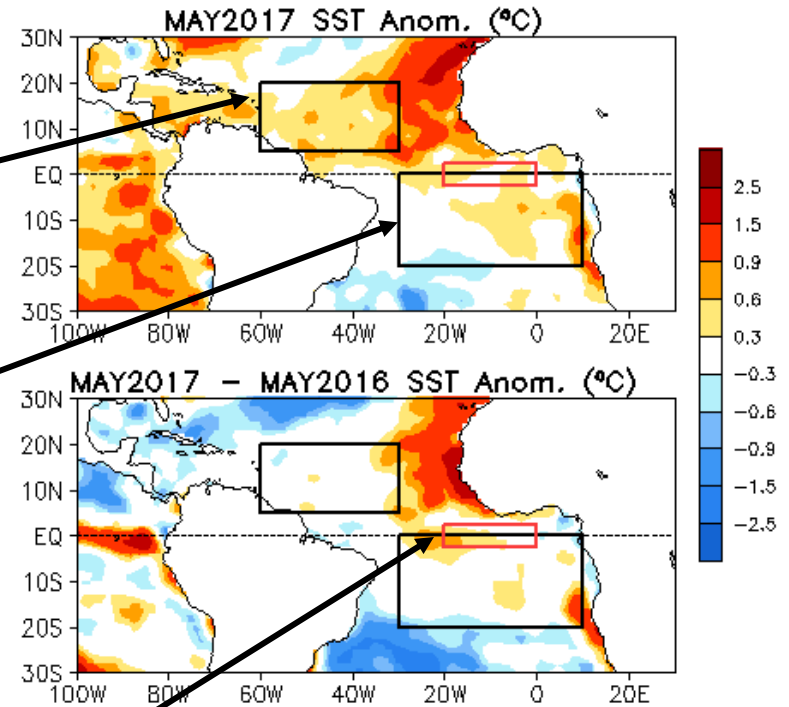 MAY2017 SST Anom. (ºC)
30N
20N
10N
EQ
10S
20S
30S
100W 80W 60W 40W 20W 0 20E
MAY2017 – MAY2016 SST Anom. (ºC)
30N
20N
10N
EQ
10S
20S
30S
100W 80W 60W 40W 20W 0 20E
2.5
1.5
0.9
0.6
0.3
−0.3
−0.6
−0.9
−1.5
−2.5